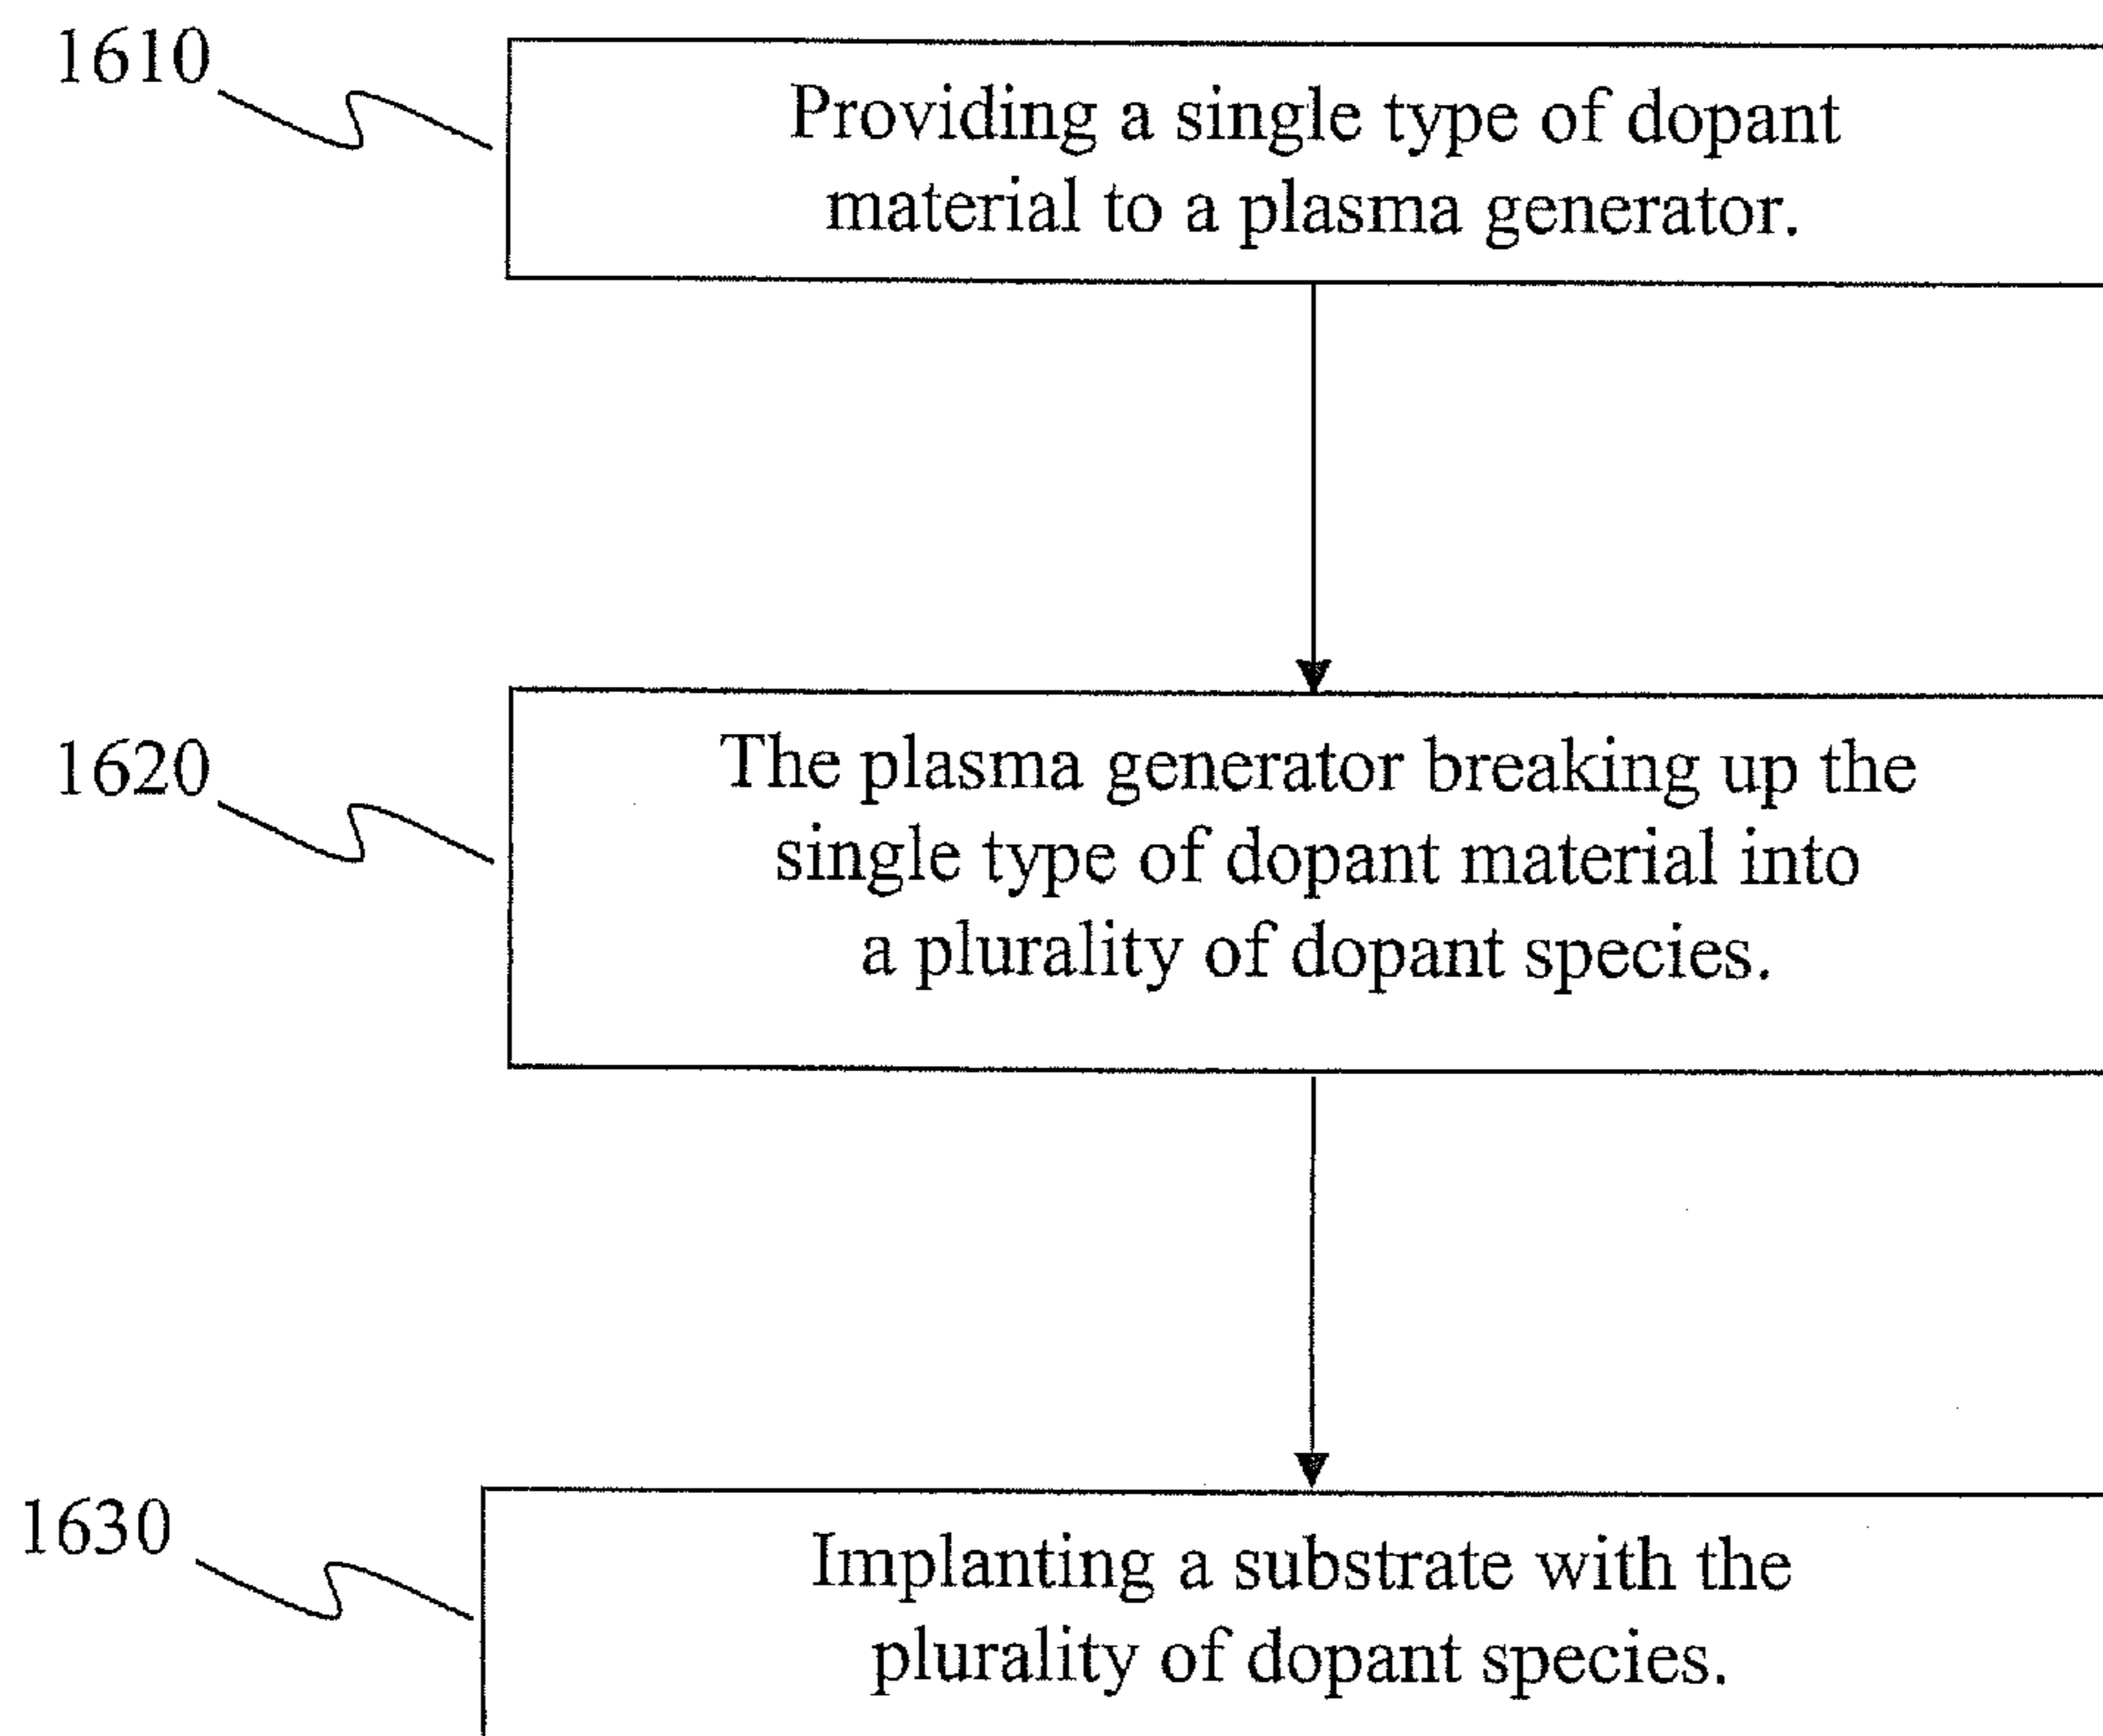 1610
Providing a single type of dopant
material to a plasma generator.
1620
The plasma generator breaking up the
single type of dopant material into
a plurality of dopant species.
1630
Implanting a substrate with the
plurality of dopant species.